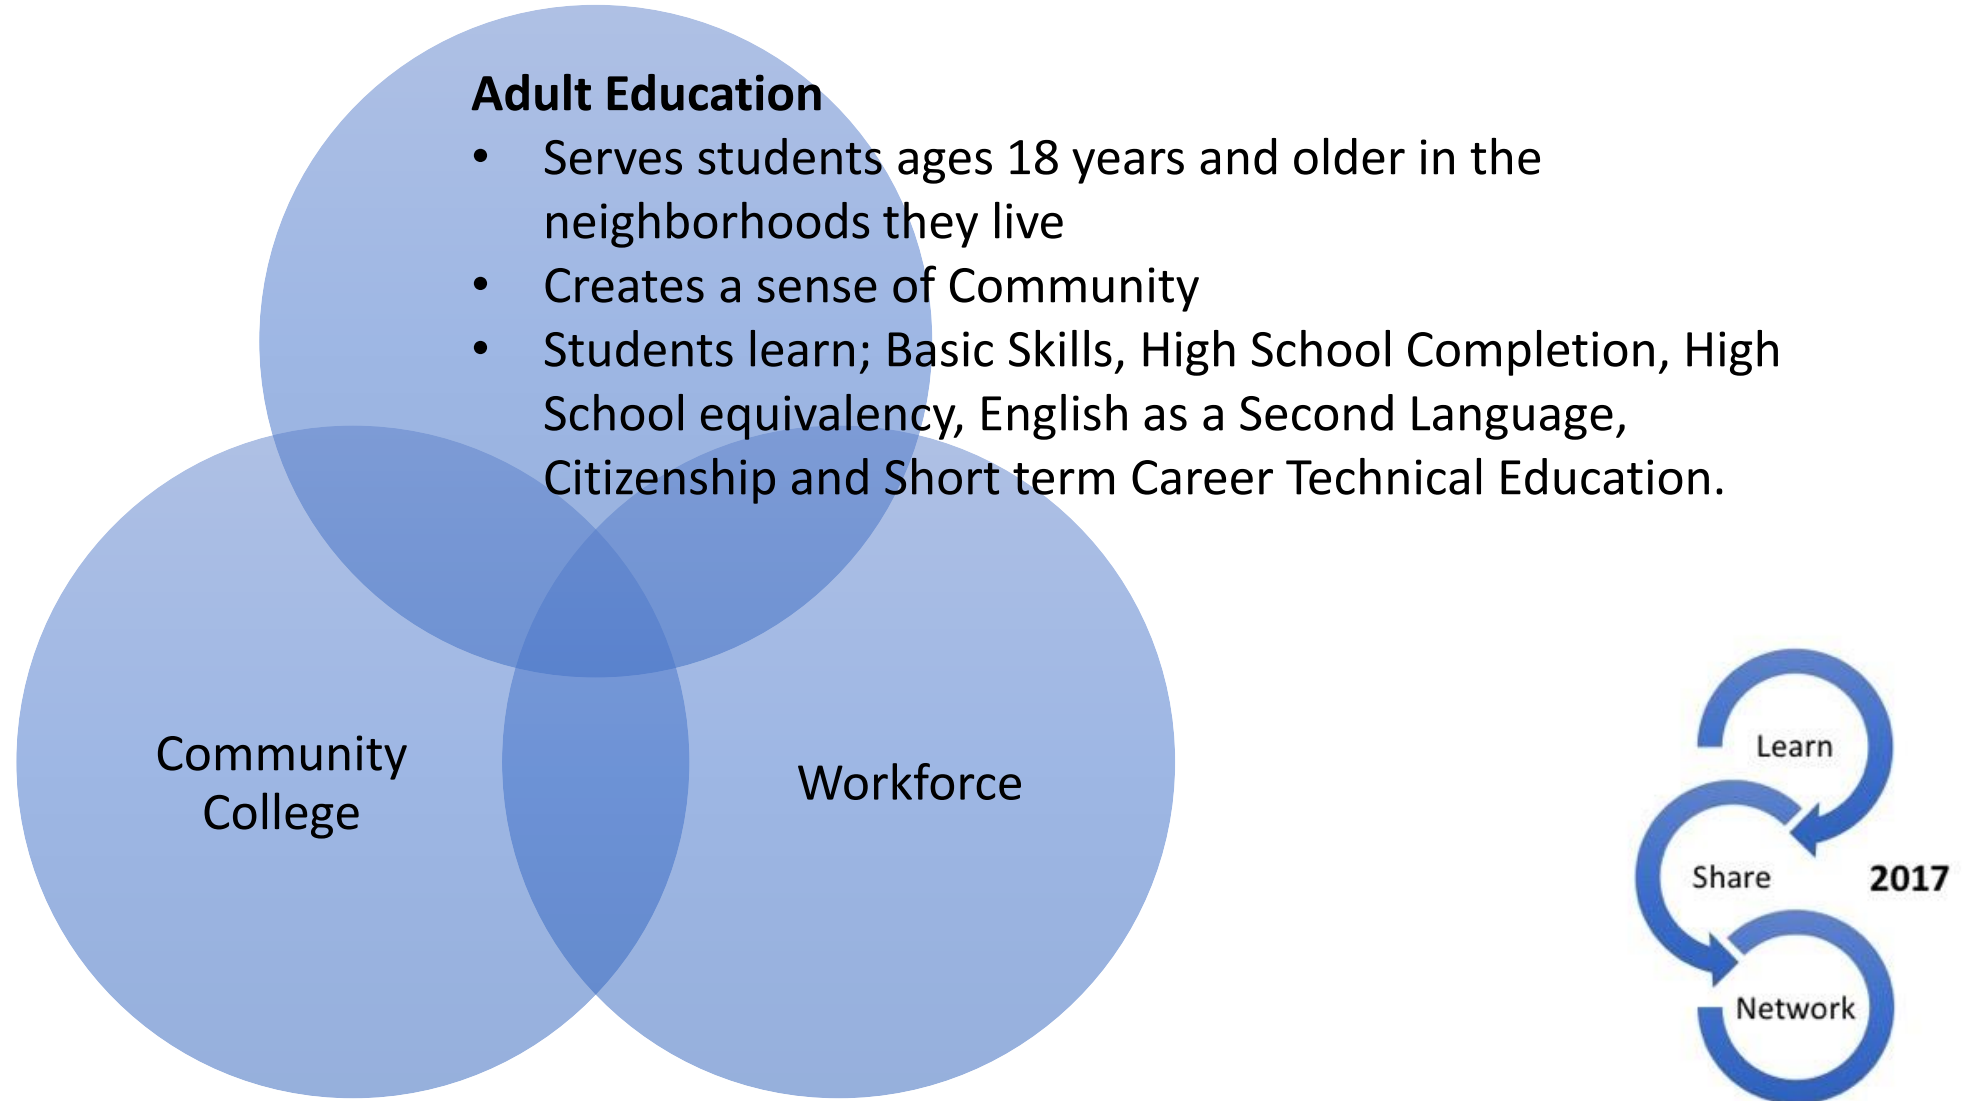 Adult Education
• Serves students ages 18 years and older in the
neighborhoods they live
• Creates a sense of Community
• Students learn; Basic Skills, High School Completion, High
School equivalency, English as a Second Language,
Citizenship and Short term Career Technical Education.
Community
College
Workforce
Learn
Share
2017
Network